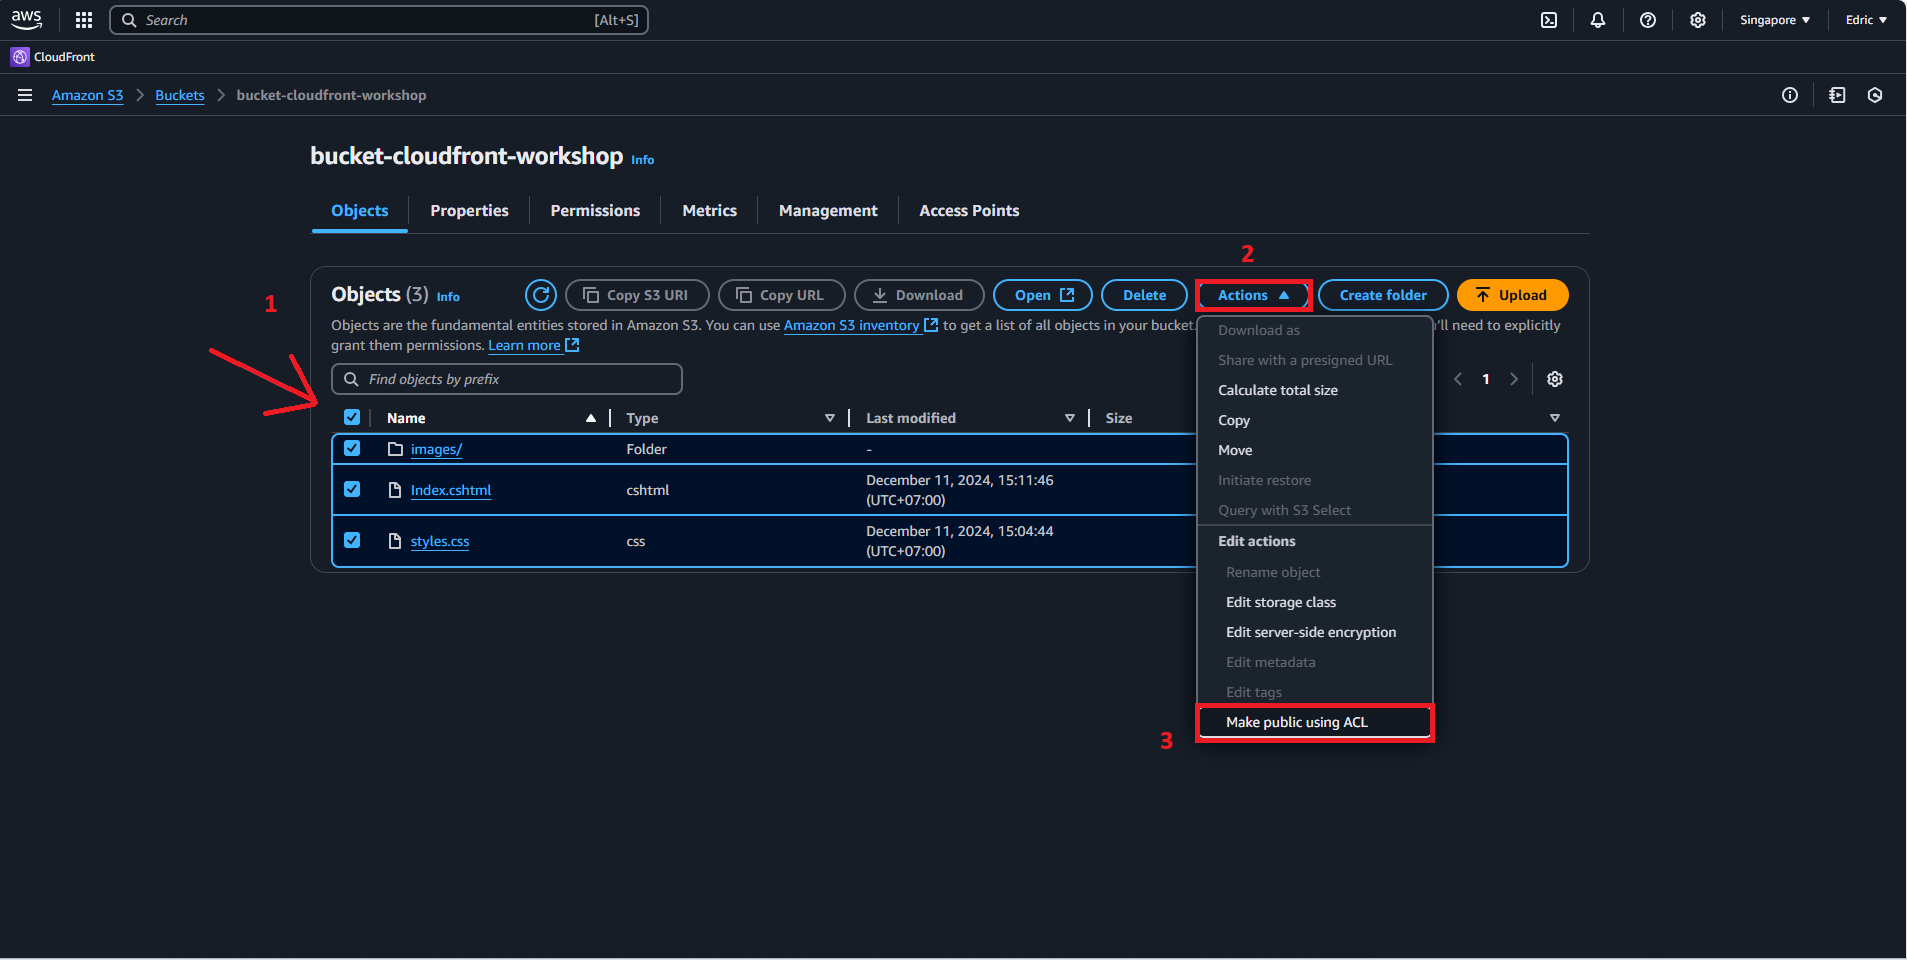 aws
Search [Alt+S]
Singapore
Edric
CloudFront
Amazon S3
Buckets
bucket-cloudfront-workshop
bucket-cloudfront-workshop Info
Objects
Properties
Permissions
Metrics
Management
Access Points
2
1
Objects (3) Info
Copy S3 URI
Copy URL
Download
Open
Delete
Actions
Create folder
Upload
Objects are the fundamental entities stored in Amazon S3. You can use Amazon S3 inventory to get a list of all objects in your bucket. 'll need to explicitly
grant them permissions. Learn more
Find objects by prefix
1
Name Type Last modified Size
images/ Folder -
Index.cshtml cshtml December 11, 2024, 15:11:46
(UTC+07:00)
styles.css css December 11, 2024, 15:04:44
(UTC+07:00)
Download as
Share with a presigned URL
Calculate total size
Copy
Move
Initiate restore
Query with S3 Select
Edit actions
Rename object
Edit storage class
Edit server-side encryption
Edit metadata
Edit tags
Make public using ACL
3